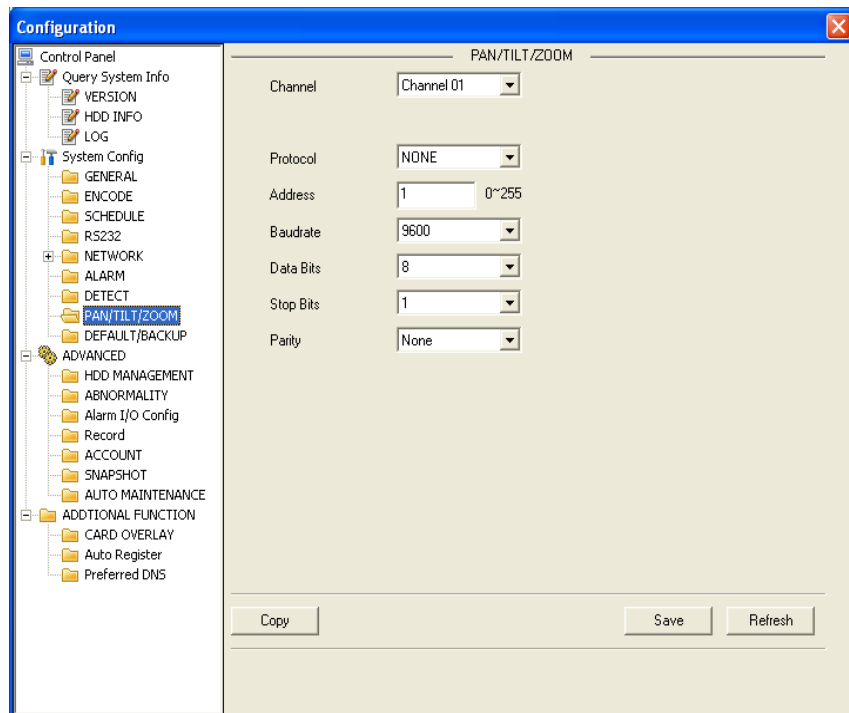 Configuration
Control Panel
Query System Info
VERSION
HDD INFO
LOG
System Config
GENERAL
ENCODE
SCHEDULE
RS232
NETWORK
ALARM
DETECT
PAN/TILT/ZOOM
DEFAULT/BACKUP
ADVANCED
HDD MANAGEMENT
ABNORMALITY
Alarm I/O Config
Record
ACCOUNT
SNAPSHOT
AUTO MAINTENANCE
ADDTIONAL FUNCTION
CARD OVERLAY
Auto Register
Preferred DNS
PAN/TILT/ZOOM
Channel Channel 01
Protocol NONE
Address 1 0~255
Baudrate 9600
Data Bits 8
Stop Bits 1
Parity None
Copy Save Refresh